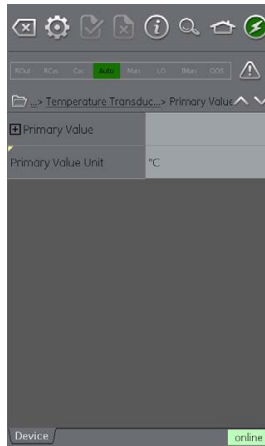 ROut RCas Cas Auto Man LO IMan OOS
...> Temperature Transduc...> Primary Value
Primary Value
Primary Value Unit °C
Device online